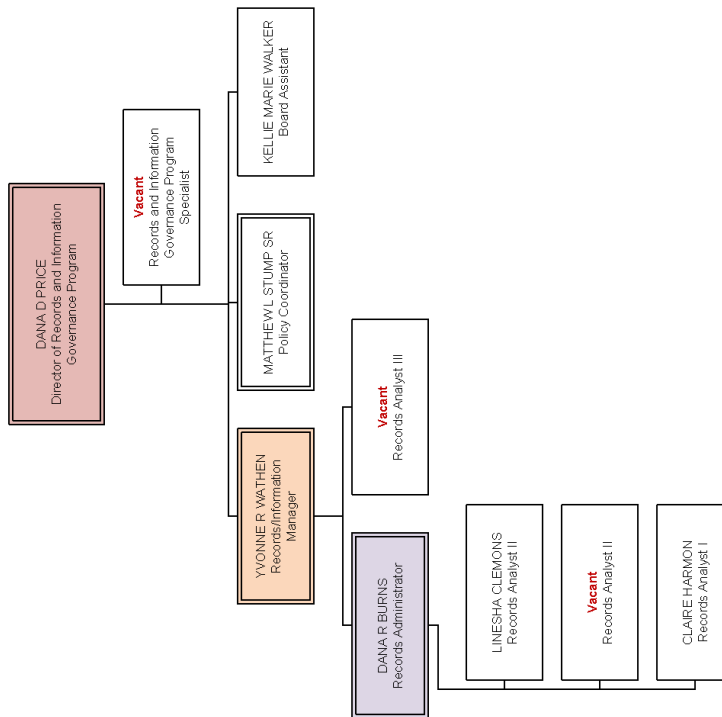 DANA D PRICE
Director of Records and Information
Governance Program
Vacant
Records and Information
Governance Program
Specialist
YVONNE R WATHEN
Records/Information
Manager
MATTHEW L STUMP SR
Policy Coordinator
KELLIE MARIE WALKER
Board Assistant
DANA R BURNS
Records Administrator
Vacant
Records Analyst III
LINESHA CLEMONS
Records Analyst II
Vacant
Records Analyst II
CLAIRE HARMON
Records Analyst I